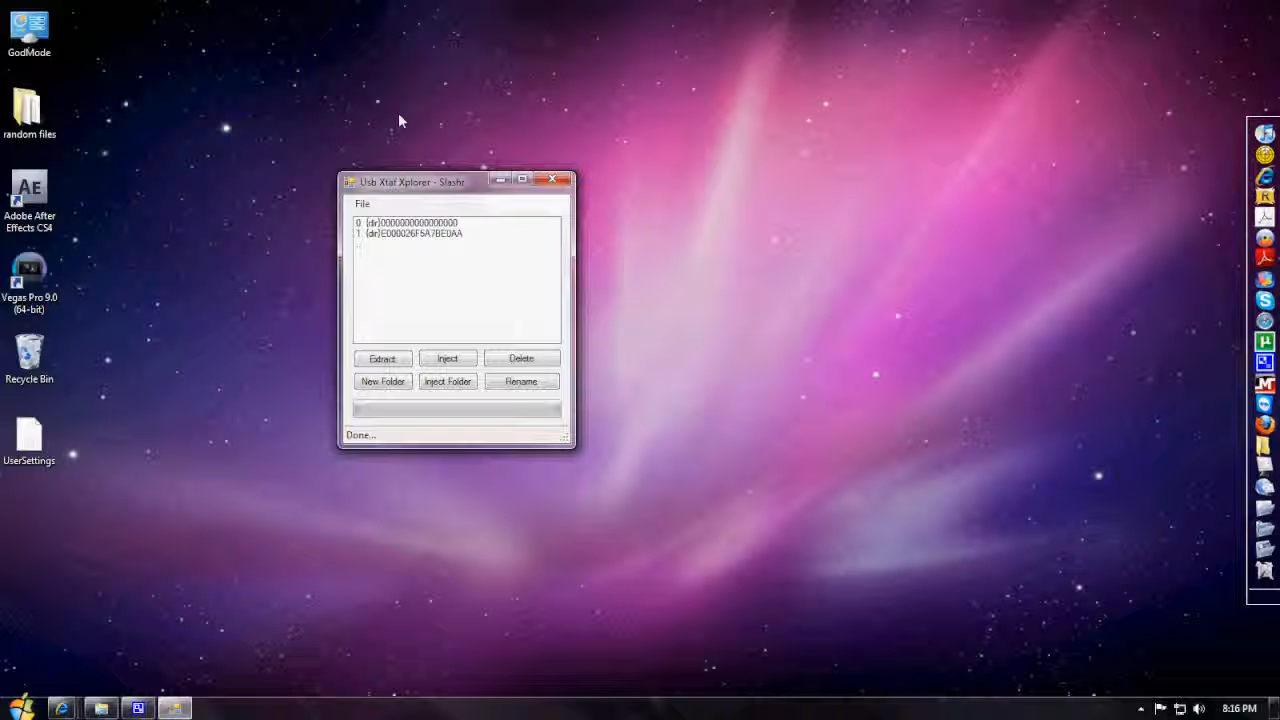 GodMode
random files
AE
Adobe After
Effects CS4
Vegas Pro 9.0
(64-bit)
Recycle Bin
UserSettings
Usb Xtaf Xplorer - Slashr
File
0 {dir}0000000000000000
1 {dir}E000026F5A7BE0AA
Extract
Inject
Delete
New Folder
Inject Folder
Rename
Done...
8:16 PM